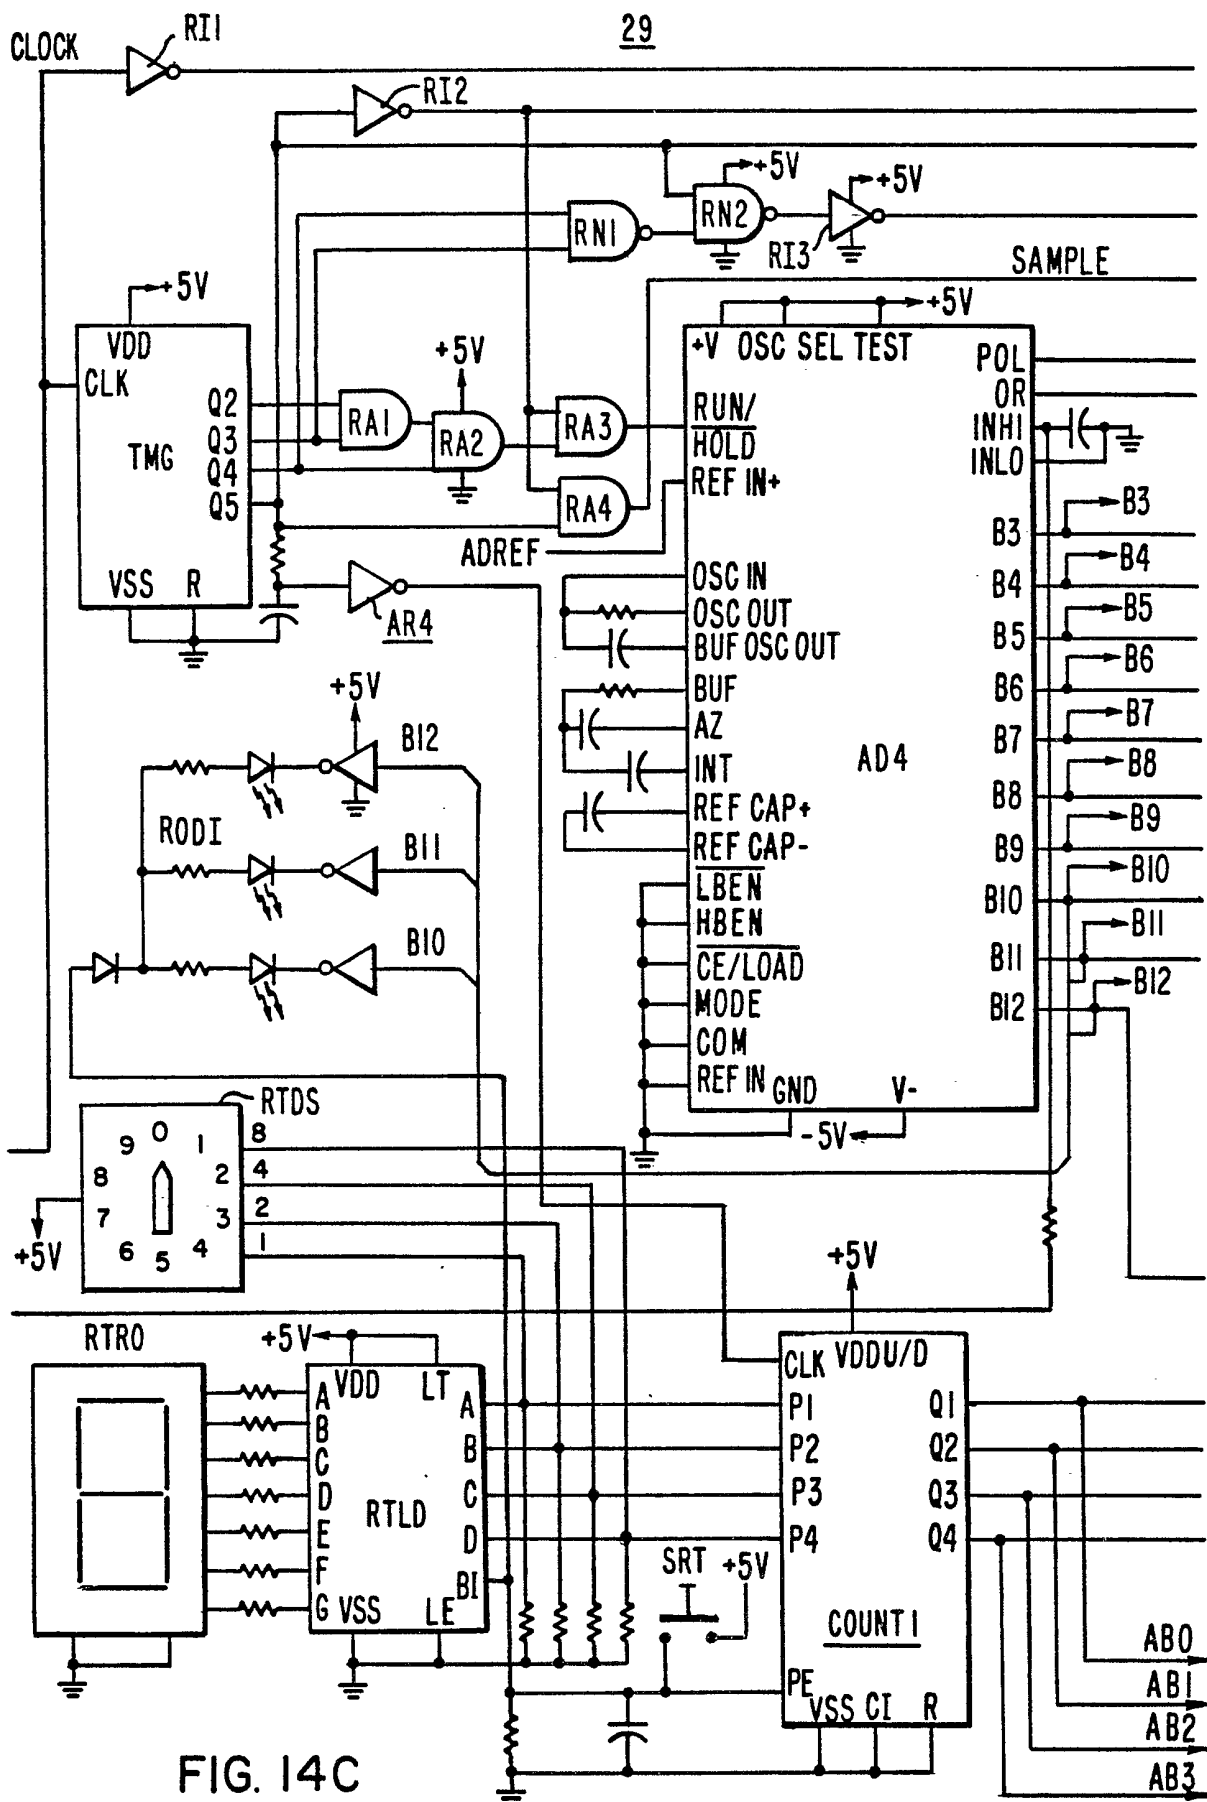 29
CLOCK
RI1
RI2
+5V
+5V
RN1
RN2
RI3
SAMPLE
+5V
VDD
CLK
TMG
Q2
Q3
Q4
Q5
VSS R
+5V
RA1
RA2
RA3
RA4
ADREF
AR4
+5V
+V OSC SEL TEST
RUN/
HOLD
REF IN+
OSC IN
OSC OUT
BUF OSC OUT
BUF
AZ
INT
REF CAP+
REF CAP-
LBEN
HBEN
CE/LOAD
MODE
COM
REF IN
GND
V-
-5V
AD4
POL
OR
INHI
INLO
B3
B4
B5
B6
B7
B8
B9
B10
B11
B12
B3
B4
B5
B6
B7
B8
B9
B10
B11
B12
+5V
B12
RODI
B11
B10
RTDS
0
1
2
3
4
5
6
7
8
9
8
4
2
1
+5V
RTRO
+5V
VDD
LT
A
B
C
D
E
F
G
RTLD
A
B
C
D
BI
VSS
LE
SRT +5V
+5V
CLK VDDU/D
P1
P2
P3
P4
COUNT1
PE
VSS CI R
Q1
Q2
Q3
Q4
AB0
AB1
AB2
AB3
FIG. 14C